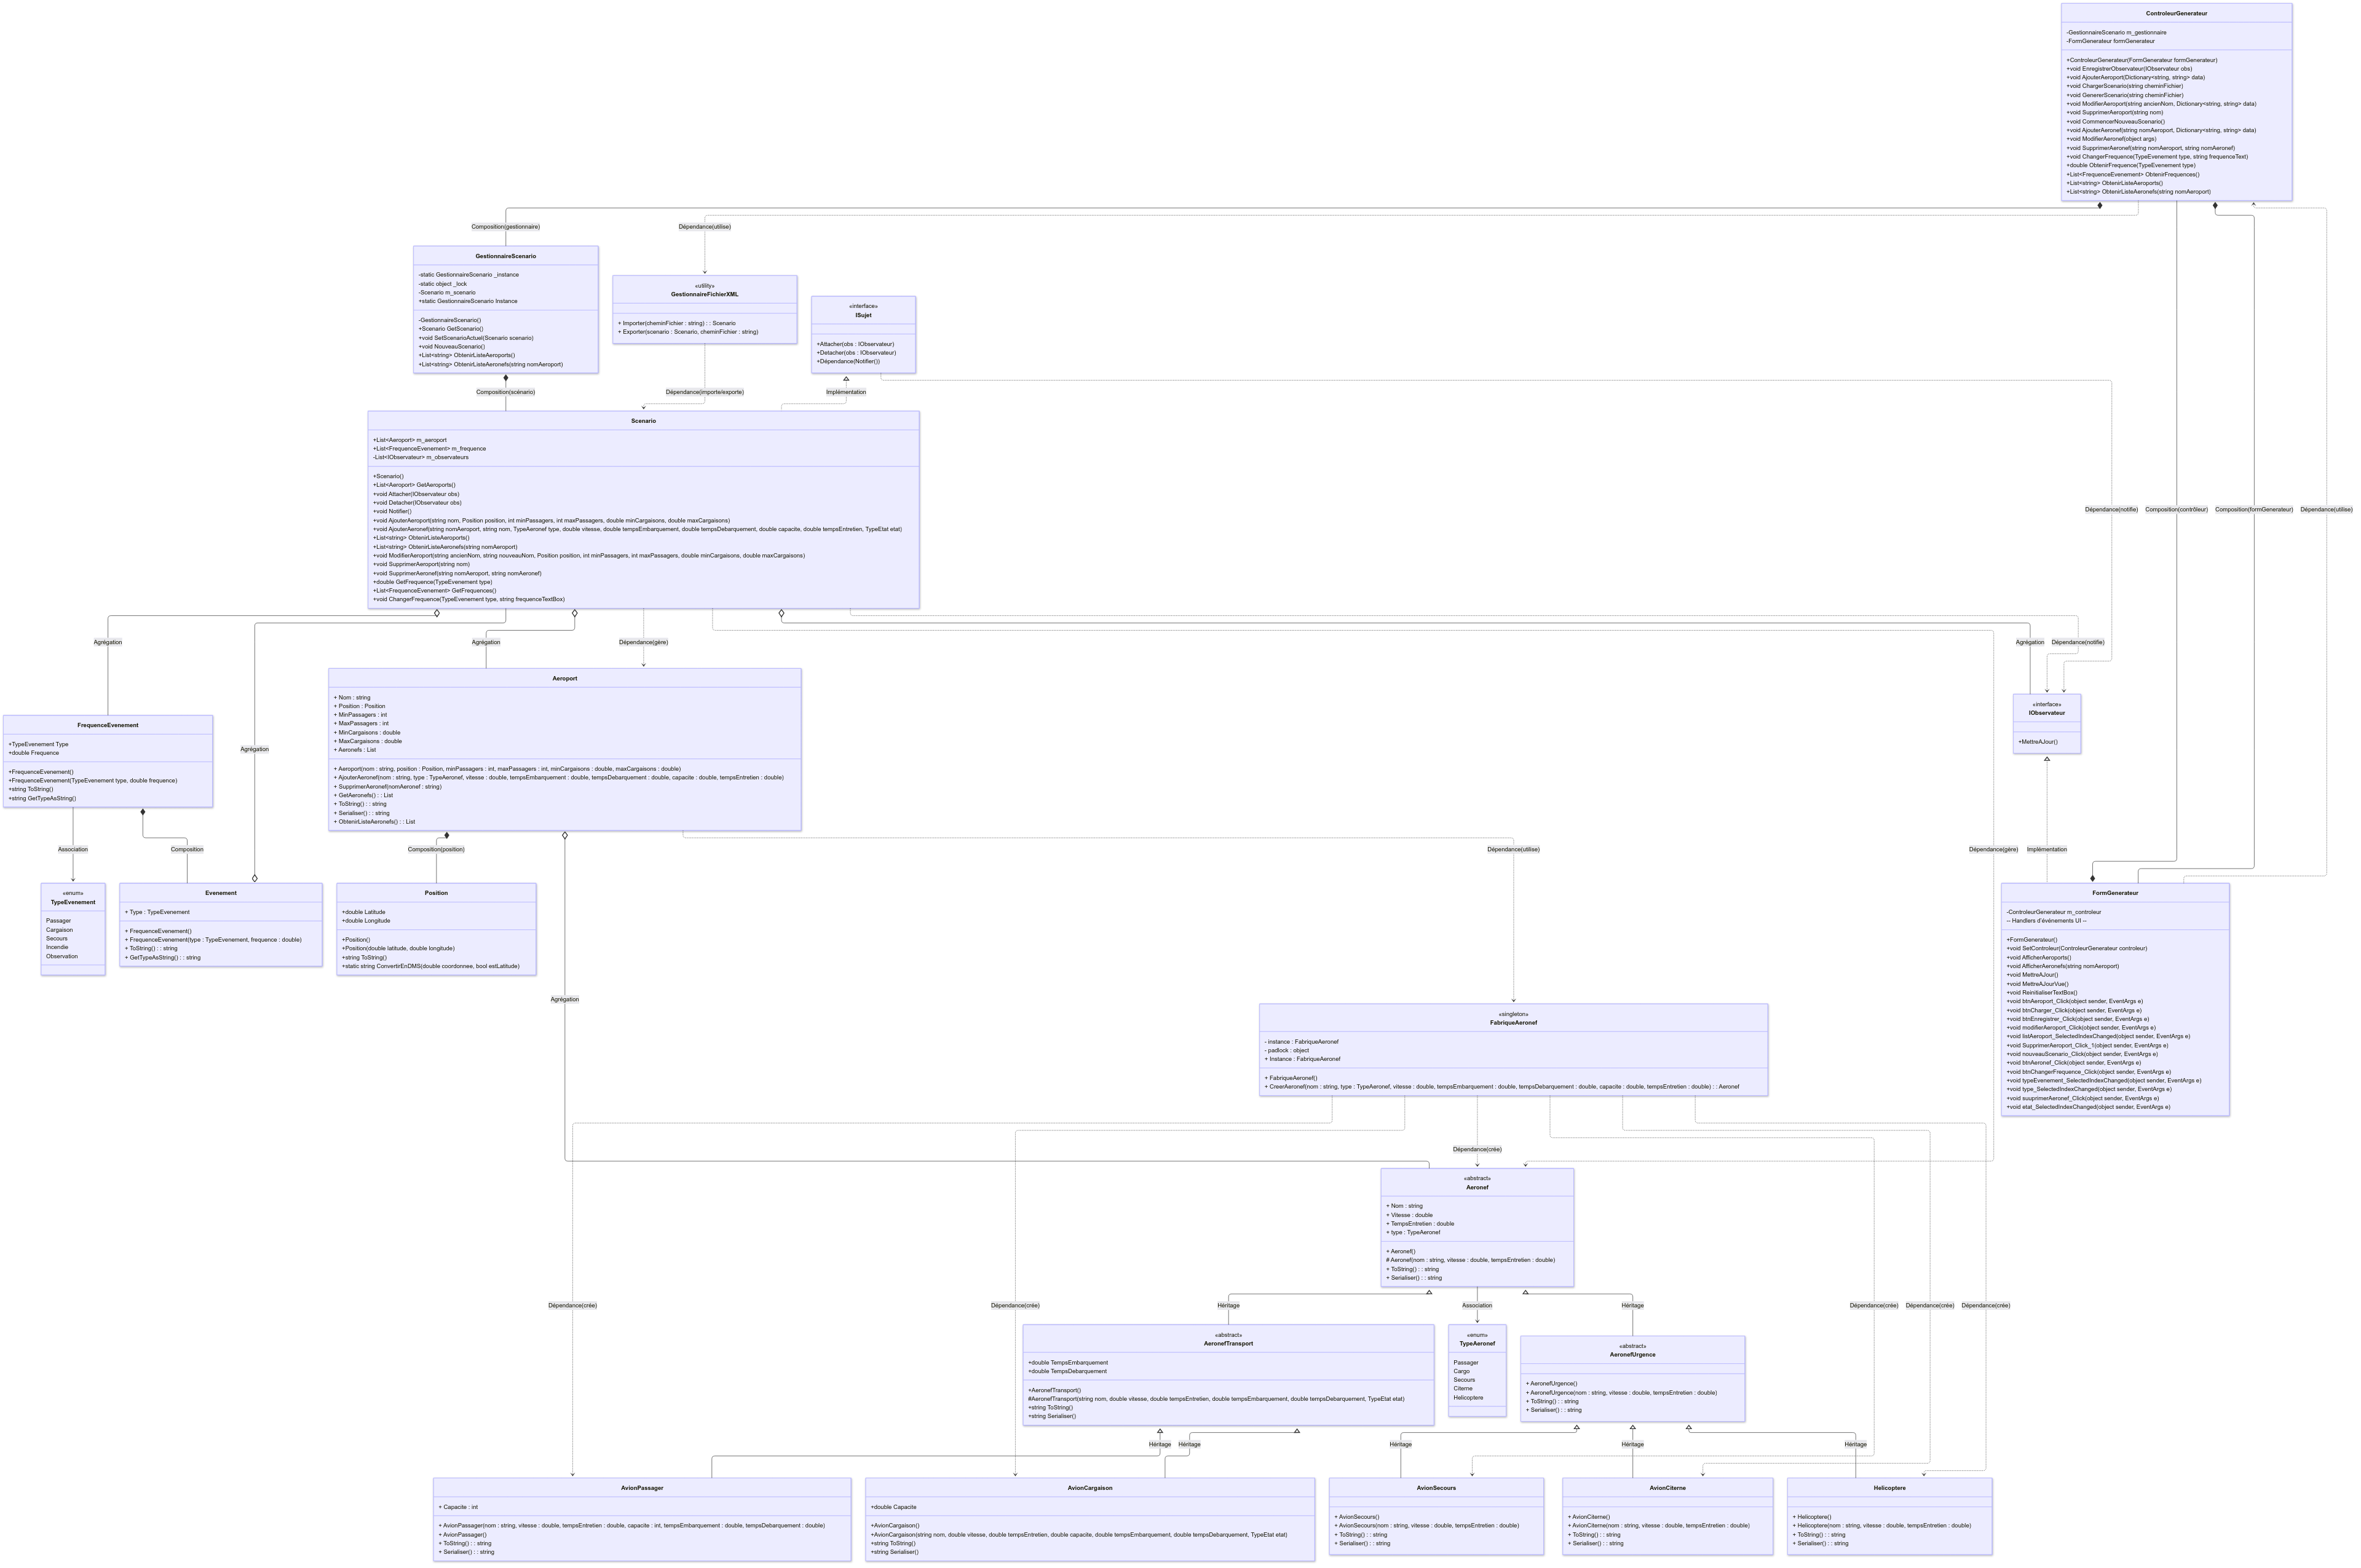 ControleurGenerateur
-GestionnaireScenario m_gestionnaire
-FormGenerateur formGenerateur
+ControleurGenerateur(FormGenerateur formGenerateur)
+void EnregistrerObservateur(IObservateur obs)
+void AjouterAeroport(Dictionary<string, string> data)
+void ChargerScenario(string cheminFichier)
+void GenererScenario(string cheminFichier)
+void ModifierAeroport(string ancienNom, Dictionary<string, string> data)
+void SupprimerAeroport(string nom)
+void CommencerNouveauScenario()
+void AjouterAeronef(string nomAeroport, Dictionary<string, string> data)
+void ModifierAeronef(object args)
+void SupprimerAeronef(string nomAeroport, string nomAeronef)
+void ChangerFrequence(TypeEvenement type, string frequenceText)
+double ObtenirFrequence(TypeEvenement type)
+List<FrequenceEvenement> ObtenirFrequences()
+List<string> ObtenirListeAeroports()
+List<string> ObtenirListeAeronefs(string nomAeroport)
Composition(gestionnaire)
Dépendance(utilise)
GestionnaireScenario
-static GestionnaireScenario _instance
-static object _lock
-Scenario m_scenario
+static GestionnaireScenario Instance
-GestionnaireScenario()
+Scenario GetScenario()
+void SetScenarioActuel(Scenario scenario)
+void NouveauScenario()
+List<string> ObtenirListeAeroports()
+List<string> ObtenirListeAeronefs(string nomAeroport)
«utility»
GestionnaireFichierXML
+ Importer(cheminFichier : string) : : Scenario
+ Exporter(scenario : Scenario, cheminFichier : string)
«interface»
ISujet
+Attacher(obs : IObservateur)
+Detacher(obs : IObservateur)
+Dépendance(Notifier())
Composition(scénario)
Dépendance(importe/exporte)
Implémentation
Scenario
+List<Aeroport> m_aeroport
+List<FrequenceEvenement> m_frequence
-List<IObservateur> m_observateurs
+Scenario()
+List<Aeroport> GetAeroports()
+void Attacher(IObservateur obs)
+void Detacher(IObservateur obs)
+void Notifier()
+void AjouterAeroport(string nom, Position position, int minPassagers, int maxPassagers, double minCargaisons, double maxCargaisons)
+void AjouterAeronef(string nomAeroport, string nom, TypeAeronef type, double vitesse, double tempsEmbarquement, double tempsDebarquement, double capacite, double tempsEntretien, TypeEtat etat)
+List<string> ObtenirListeAeroports()
+List<string> ObtenirListeAeronefs(string nomAeroport)
+void ModifierAeroport(string ancienNom, string nouveauNom, Position position, int minPassagers, int maxPassagers, double minCargaisons, double maxCargaisons)
+void SupprimerAeroport(string nom)
+void SupprimerAeronef(string nomAeroport, string nomAeronef)
+double GetFrequence(TypeEvenement type)
+List<FrequenceEvenement> GetFrequences()
+void ChangerFrequence(TypeEvenement type, string frequenceTextBox)
Dépendance(notifie)
Composition(contrôleur)
Composition(formGenerateur)
Dépendance(utilise)
Agrégation
Agrégation
Dépendance(gère)
Agrégation
Dépendance(notifie)
Aeroport
+ Nom : string
+ Position : Position
+ MinPassagers : int
+ MaxPassagers : int
+ MinCargaisons : double
+ MaxCargaisons : double
+ Aeronefs : List
+ Aeroport(nom : string, position : Position, minPassagers : int, maxPassagers : int, minCargaisons : double, maxCargaisons : double)
+ AjouterAeronef(nom : string, type : TypeAeronef, vitesse : double, tempsEmbarquement : double, tempsDebarquement : double, capacite : double, tempsEntretien : double)
+ SupprimerAeronef(nomAeronef : string)
+ GetAeronefs() : : List
+ ToString() : : string
+ Serialiser() : : string
+ ObtenirListeAeronefs() : : List
«interface»
IObservateur
+MettreAJour()
FrequenceEvenement
+TypeEvenement Type
+double Frequence
+FrequenceEvenement()
+FrequenceEvenement(TypeEvenement type, double frequence)
+string ToString()
+string GetTypeAsString()
Agrégation
Association
Composition
Composition(position)
Dépendance(utilise)
Dépendance(gère)
Implémentation
«enum»
TypeEvenement
Passager
Cargaison
Secours
Incendie
Observation
Evenement
+ Type : TypeEvenement
+ FrequenceEvenement()
+ FrequenceEvenement(type : TypeEvenement, frequence : double)
+ ToString() : : string
+ GetTypeAsString() : : string
Position
+double Latitude
+double Longitude
+Position()
+Position(double latitude, double longitude)
+string ToString()
+static string ConvertirEnDMS(double coordonnee, bool estLatitude)
FormGenerateur
-ControleurGenerateur m_controleur
-- Handlers d'événements UI --
+FormGenerateur()
+void SetControleur(ControleurGenerateur controleur)
+void AfficherAeroports()
+void AfficherAeronefs(string nomAeroport)
+void MettreAJour()
+void MettreAJourVue()
+void ReinitialiserTextBox()
+void btnAeroport_Click(object sender, EventArgs e)
+void btnCharger_Click(object sender, EventArgs e)
+void btnEnregistrer_Click(object sender, EventArgs e)
+void modifierAeroport_Click(object sender, EventArgs e)
+void listAeroport_SelectedIndexChanged(object sender, EventArgs e)
+void SupprimerAeroport_Click_1(object sender, EventArgs e)
+void nouveauScenario_Click(object sender, EventArgs e)
+void btnAeronef_Click(object sender, EventArgs e)
+void btnChangerFrequence_Click(object sender, EventArgs e)
+void typeEvenement_SelectedIndexChanged(object sender, EventArgs e)
+void type_SelectedIndexChanged(object sender, EventArgs e)
+void suuprimerAeronef_Click(object sender, EventArgs e)
+void etat_SelectedIndexChanged(object sender, EventArgs e)
Agrégation
«singleton»
FabriqueAeronef
- instance : FabriqueAeronef
- padlock : object
+ Instance : FabriqueAeronef
+ FabriqueAeronef()
+ CreerAeronef(nom : string, type : TypeAeronef, vitesse : double, tempsEmbarquement : double, tempsDebarquement : double, capacite : double, tempsEntretien : double) : : Aeronef
Dépendance(crée)
«abstract»
Aeronef
+ Nom : string
+ Vitesse : double
+ TempsEntretien : double
+ type : TypeAeronef
+ Aeronef()
# Aeronef(nom : string, vitesse : double, tempsEntretien : double)
+ ToString() : : string
+ Serialiser() : : string
Dépendance(crée)
Dépendance(crée)
Héritage
Association
Héritage
Dépendance(crée)
Dépendance(crée)
Dépendance(crée)
«abstract»
AeronefTransport
+double TempsEmbarquement
+double TempsDebarquement
+AeronefTransport()
#AeronefTransport(string nom, double vitesse, double tempsEntretien, double tempsEmbarquement, double tempsDebarquement, TypeEtat etat)
+string ToString()
+string Serialiser()
«enum»
TypeAeronef
Passager
Cargo
Secours
Citerne
Helicoptere
«abstract»
AeronefUrgence
+ AeronefUrgence()
+ AeronefUrgence(nom : string, vitesse : double, tempsEntretien : double)
+ ToString() : : string
+ Serialiser() : : string
Héritage
Héritage
Héritage
Héritage
Héritage
AvionPassager
+ Capacite : int
+ AvionPassager(nom : string, vitesse : double, tempsEntretien : double, capacite : int, tempsEmbarquement : double, tempsDebarquement : double)
+ AvionPassager()
+ ToString() : : string
+ Serialiser() : : string
AvionCargaison
+double Capacite
+AvionCargaison()
+AvionCargaison(string nom, double vitesse, double tempsEntretien, double capacite, double tempsEmbarquement, double tempsDebarquement, TypeEtat etat)
+string ToString()
+string Serialiser()
AvionSecours
+ AvionSecours()
+ AvionSecours(nom : string, vitesse : double, tempsEntretien : double)
+ ToString() : : string
+ Serialiser() : : string
AvionCiterne
+ AvionCiterne()
+ AvionCiterne(nom : string, vitesse : double, tempsEntretien : double)
+ ToString() : : string
+ Serialiser() : : string
Helicoptere
+ Helicoptere()
+ Helicoptere(nom : string, vitesse : double, tempsEntretien : double)
+ ToString() : : string
+ Serialiser() : : string